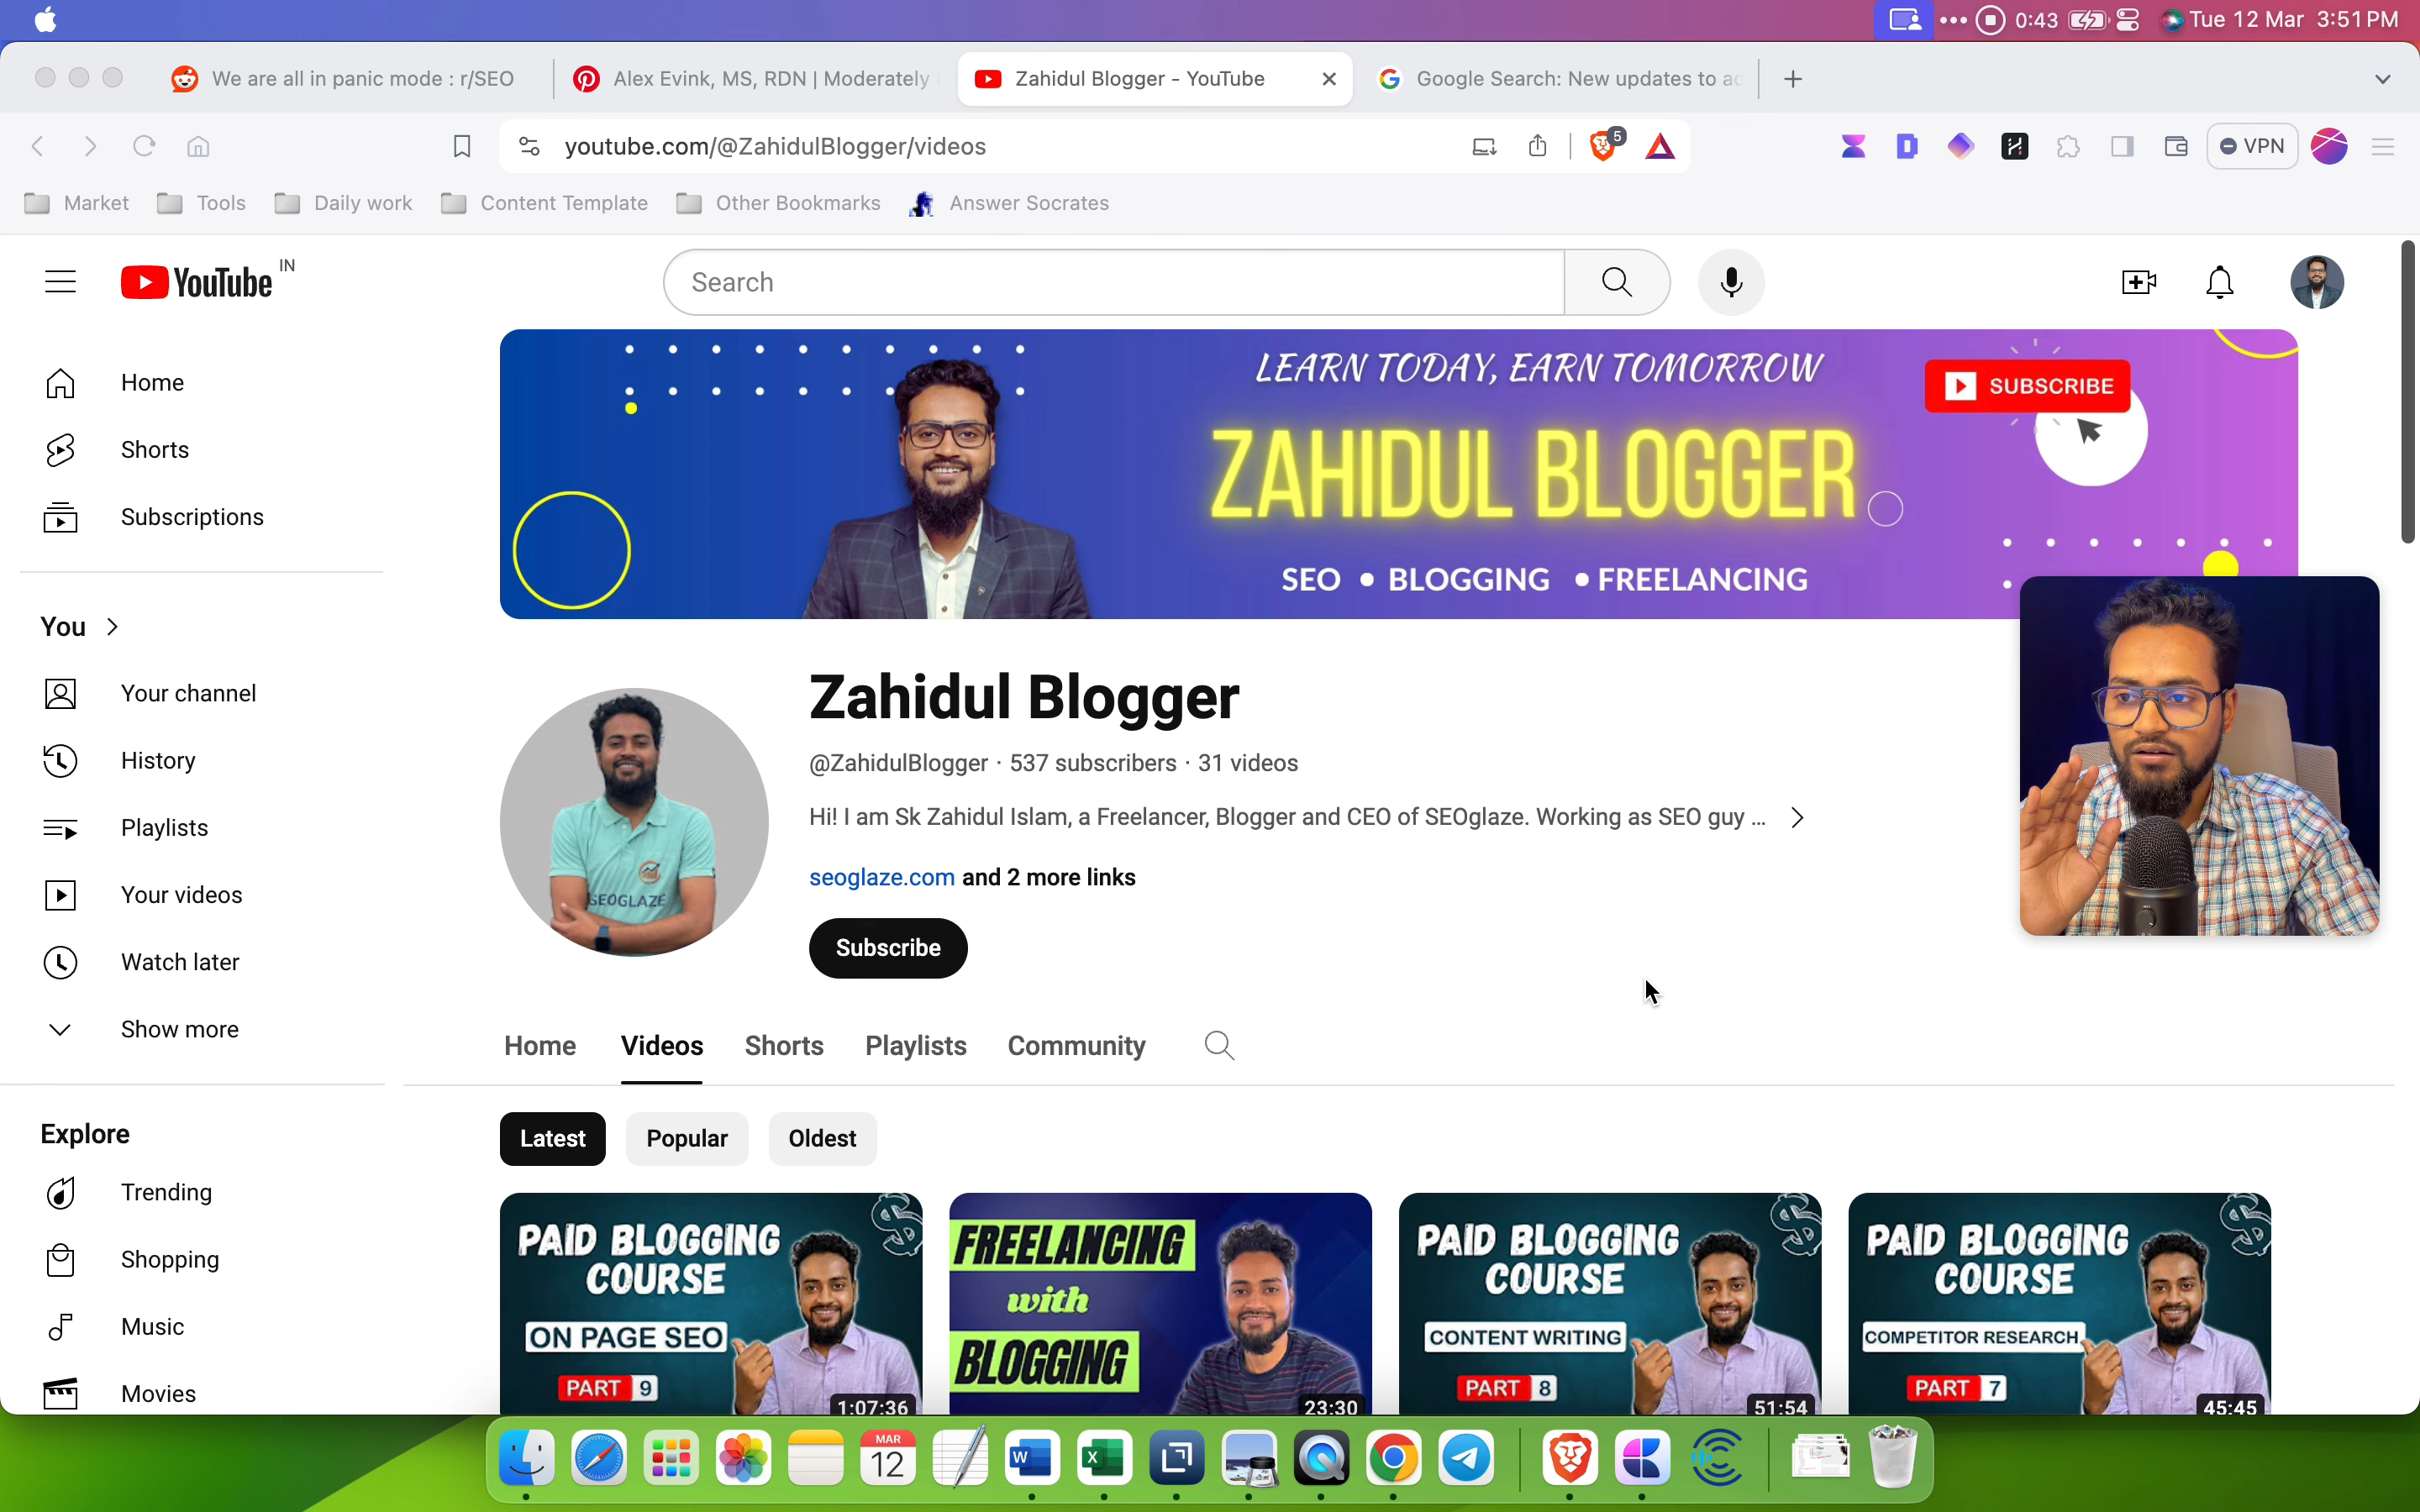 0:43
Tue 12 Mar 3:51 PM
We are all in panic mode : r/SEO
Alex Evink, MS, RDN | Moderately
Zahidul Blogger - YouTube
Google Search: New updates to
youtube.com/@ZahidulBlogger/videos
5
VPN
Market
Tools
Daily work
Content Template
Other Bookmarks
Answer Socrates
YouTube IN
Search
Home
Shorts
Subscriptions
You
Your channel
History
Playlists
Your videos
Watch later
Show more
Explore
Trending
Shopping
Music
Movies
LEARN TODAY, EARN TOMORROW
SUBSCRIBE
ZAHIDUL BLOGGER
SEO • BLOGGING • FREELANCING
SEOGLAZE
Zahidul Blogger
@ZahidulBlogger · 537 subscribers · 31 videos
Hi! I am Sk Zahidul Islam, a Freelancer, Blogger and CEO of SEOglaze. Working as SEO guy ...
seoglaze.com and 2 more links
Subscribe
Home
Videos
Shorts
Playlists
Community
Latest
Popular
Oldest
PAID BLOGGING
COURSE
ON PAGE SEO
PART 9
1:07:36
FREELANCING
with
BLOGGING
23:30
PAID BLOGGING
COURSE
CONTENT WRITING
PART 8
51:54
PAID BLOGGING
COURSE
COMPETITOR RESEARCH
PART 7
45:45
MAR
12